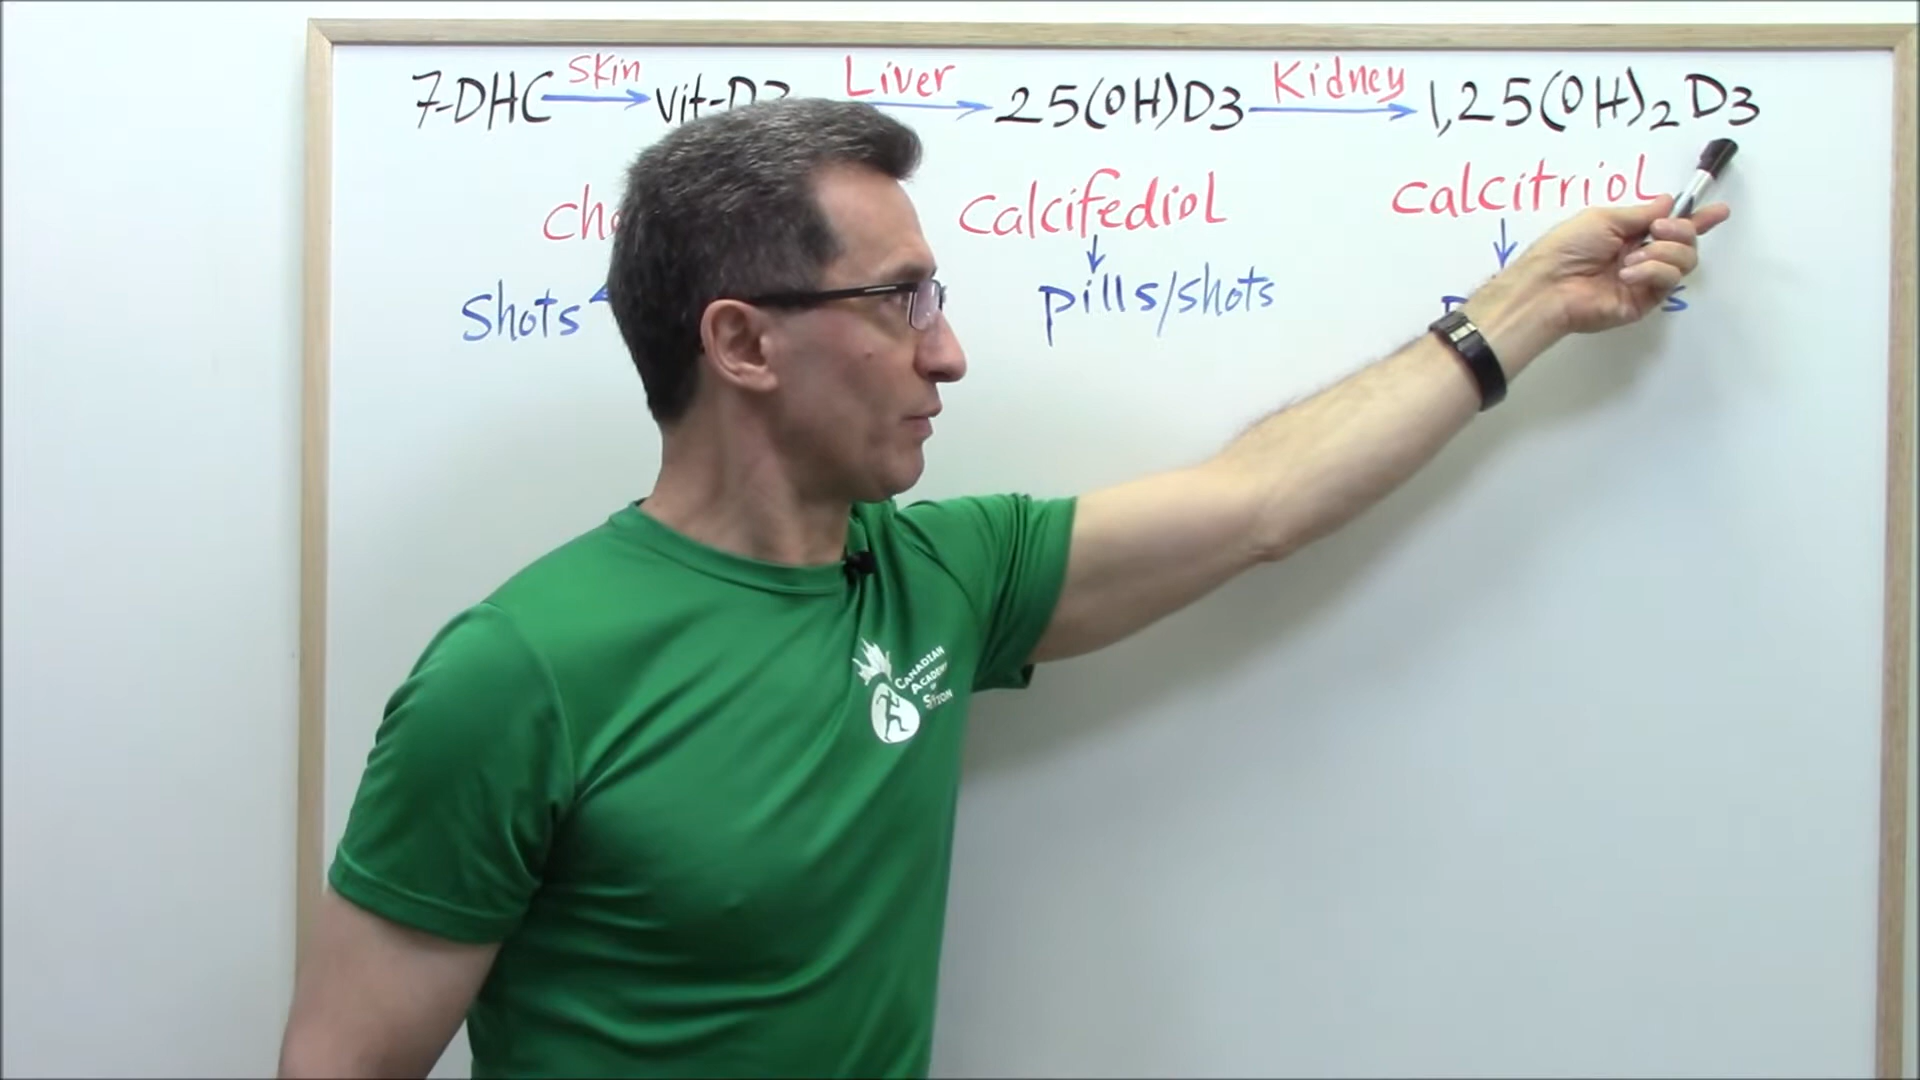 7-DHC skin vit-D3 Liver 25(OH)D3 Kidney 1,25(OH)₂D3
Calcifediol calcitriol
Shots pills/shots
CANADIAN
ACADEMY
OF